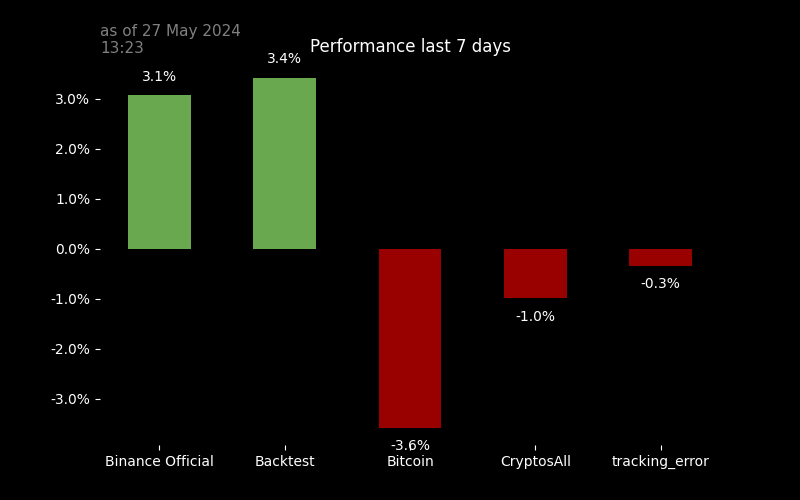 as of 27 May 2024
13:23
Performance last 7 days
3.1%
3.4%
3.0%
2.0%
1.0%
0.0%
-1.0%
-2.0%
-3.0%
-0.3%
-1.0%
-3.6%
Binance Official
Backtest
Bitcoin
CryptosAll
tracking_error